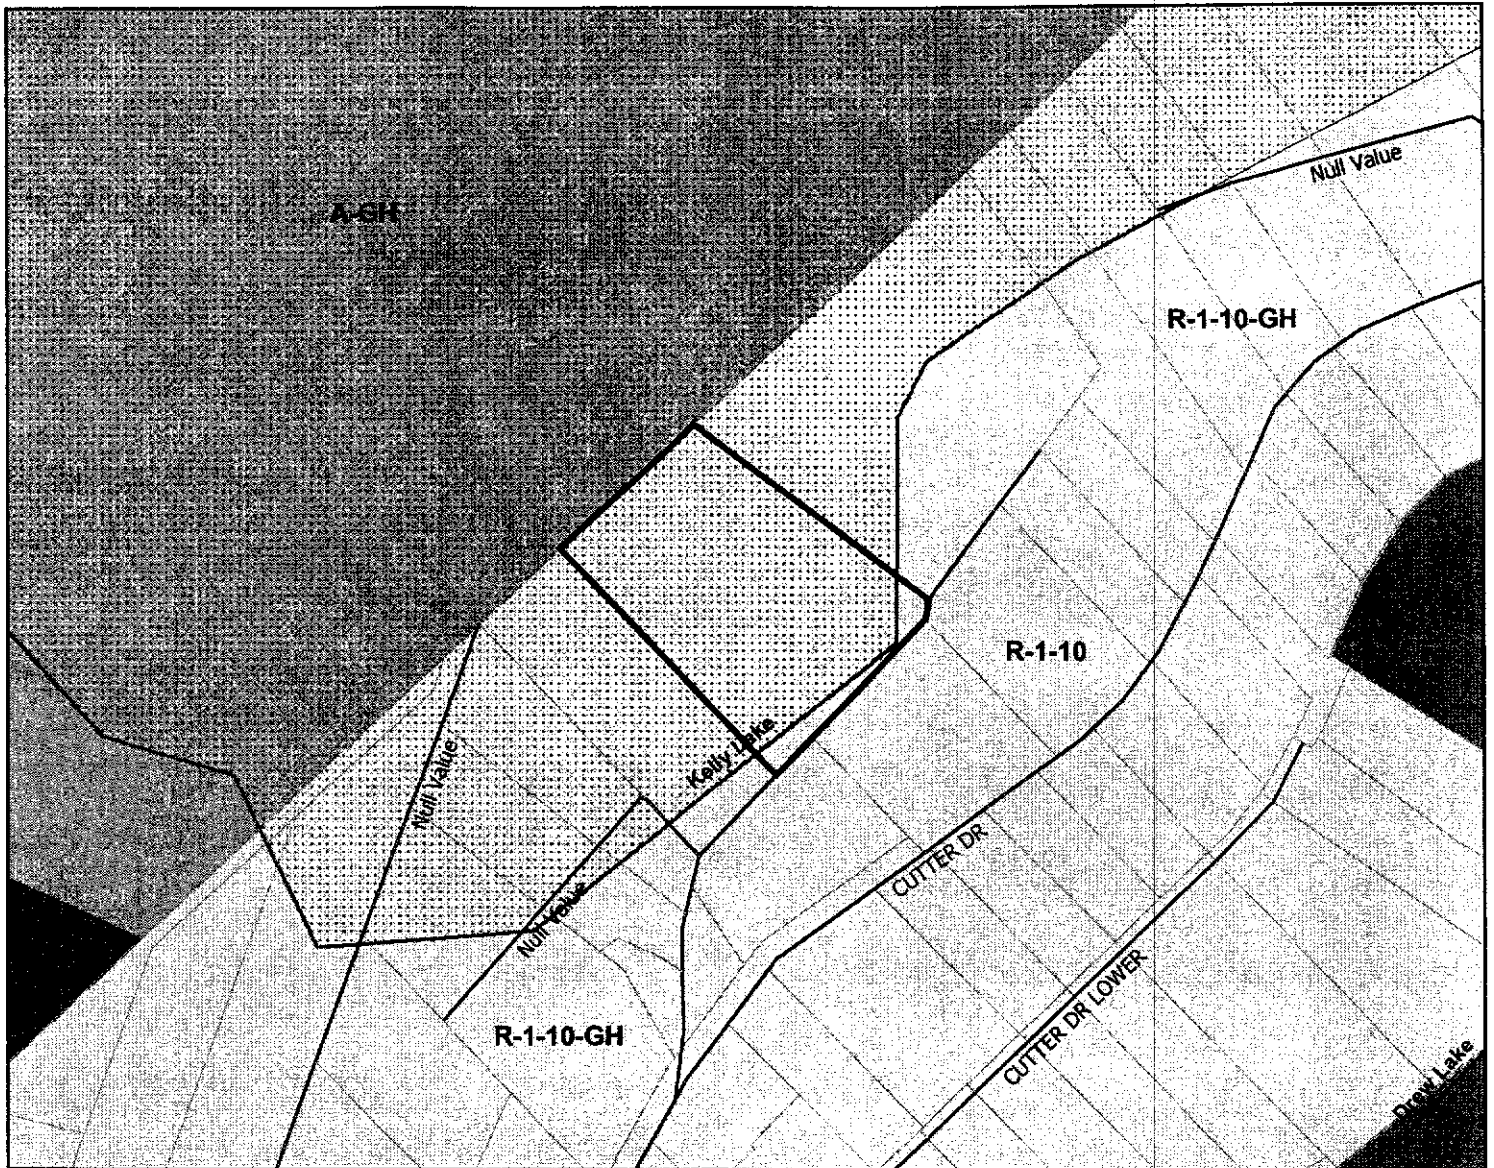 Null Value
A-GH
R-1-10-GH
R-1-10
Kelly Lake
Null Value
CUTTER DR
Null Value
CUTTER DR LOWER
R-1-10-GH
Drew Lake